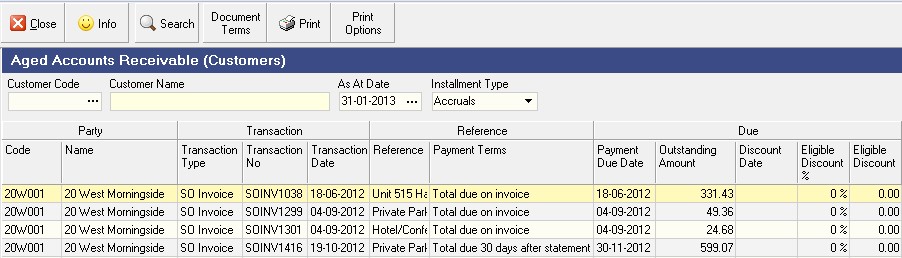 Close Info Search Document Terms Print Print Options
Aged Accounts Receivable (Customers)
Customer Code Customer Name As At Date Installment Type
... 31-01-2013 ... Accruals
Party Transaction Reference Due
Code Name Transaction Type Transaction No Transaction Date Reference Payment Terms Payment Due Date Outstanding Amount Discount Date Eligible Discount % Eligible Discount
20W001 20 West Morningside SO Invoice SOINV1038 18-06-2012 Unit 515 Ha Total due on invoice 18-06-2012 331.43 0 % 0.00
20W001 20 West Morningside SO Invoice SOINV1299 04-09-2012 Private Park Total due on invoice 04-09-2012 49.36 0 % 0.00
20W001 20 West Morningside SO Invoice SOINV1301 04-09-2012 Hotel/Confe Total due on invoice 04-09-2012 24.68 0 % 0.00
20W001 20 West Morningside SO Invoice SOINV1416 19-10-2012 Private Park Total due 30 days after statement 30-11-2012 599.07 0 % 0.00